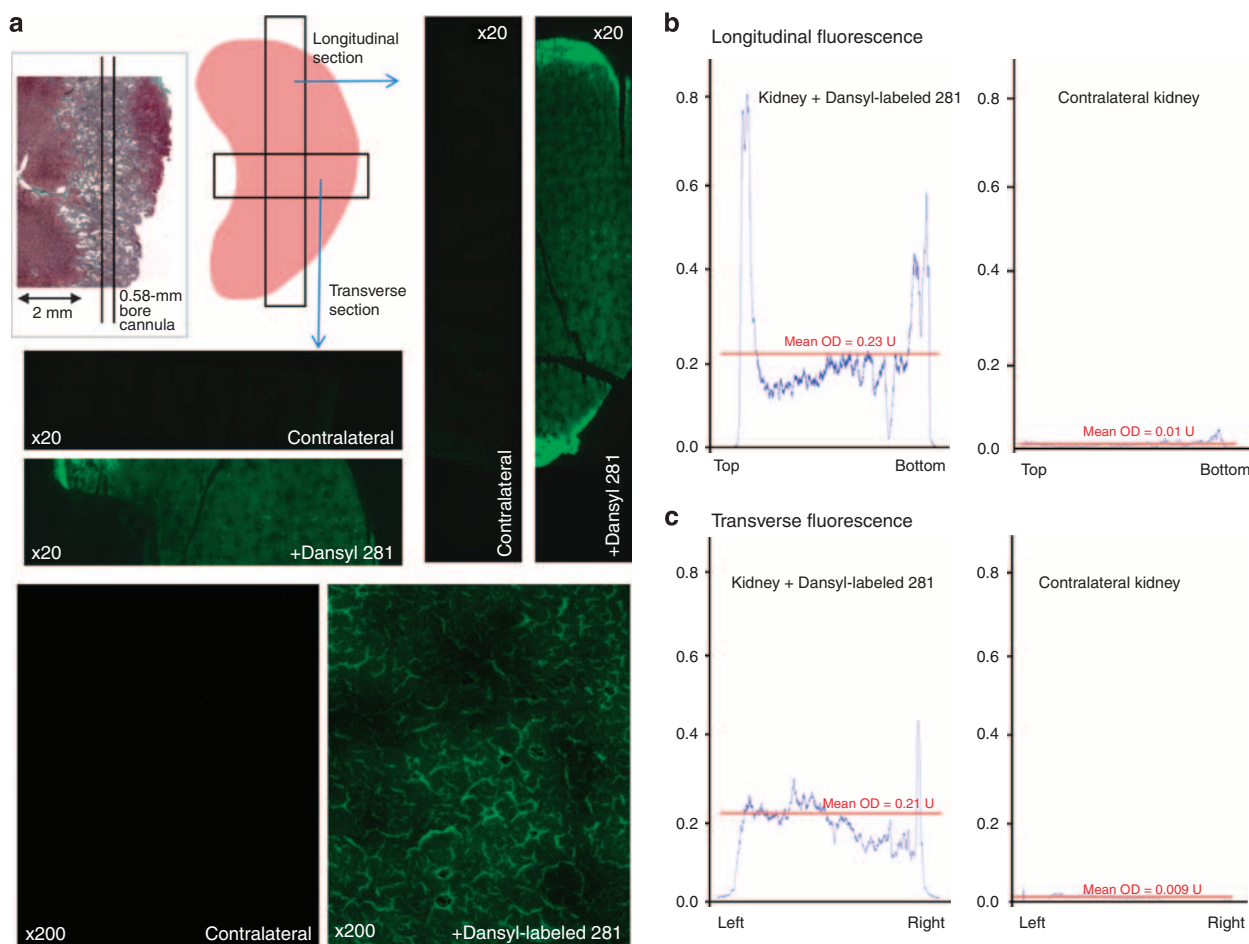 a
Longitudinal
section
2 mm
0.58-mm
bore
cannula
Transverse
section
x20
x20
Contralateral
+Dansyl 281
x20
Contralateral
x20
+Dansyl 281
x200
Contralateral
x200
+Dansyl-labeled 281
b
Longitudinal fluorescence
Kidney + Dansyl-labeled 281
0.8
0.6
0.4
0.2
0.0
Mean OD = 0.23 U
Top
Bottom
Contralateral kidney
0.8
0.6
0.4
0.2
0.0
Mean OD = 0.01 U
Top
Bottom
c
Transverse fluorescence
Kidney + Dansyl-labeled 281
0.8
0.6
0.4
0.2
0.0
Mean OD = 0.21 U
Left
Right
Contralateral kidney
0.8
0.6
0.4
0.2
0.0
Mean OD = 0.009 U
Left
Right